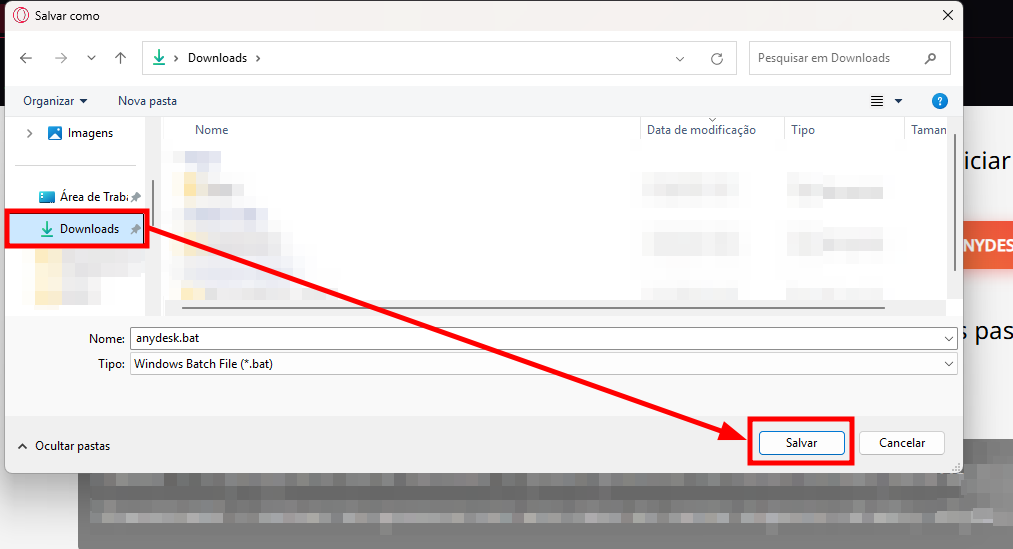 Salvar como
Downloads
Pesquisar em Downloads
Organizar
Nova pasta
?
Imagens
Nome
Data de modificação
Tipo
Taman
iciar
Área de Traba
Downloads
NYDES
Nome:
anydesk.bat
s pas
Tipo:
Windows Batch File (*.bat)
Ocultar pastas
Salvar
Cancelar